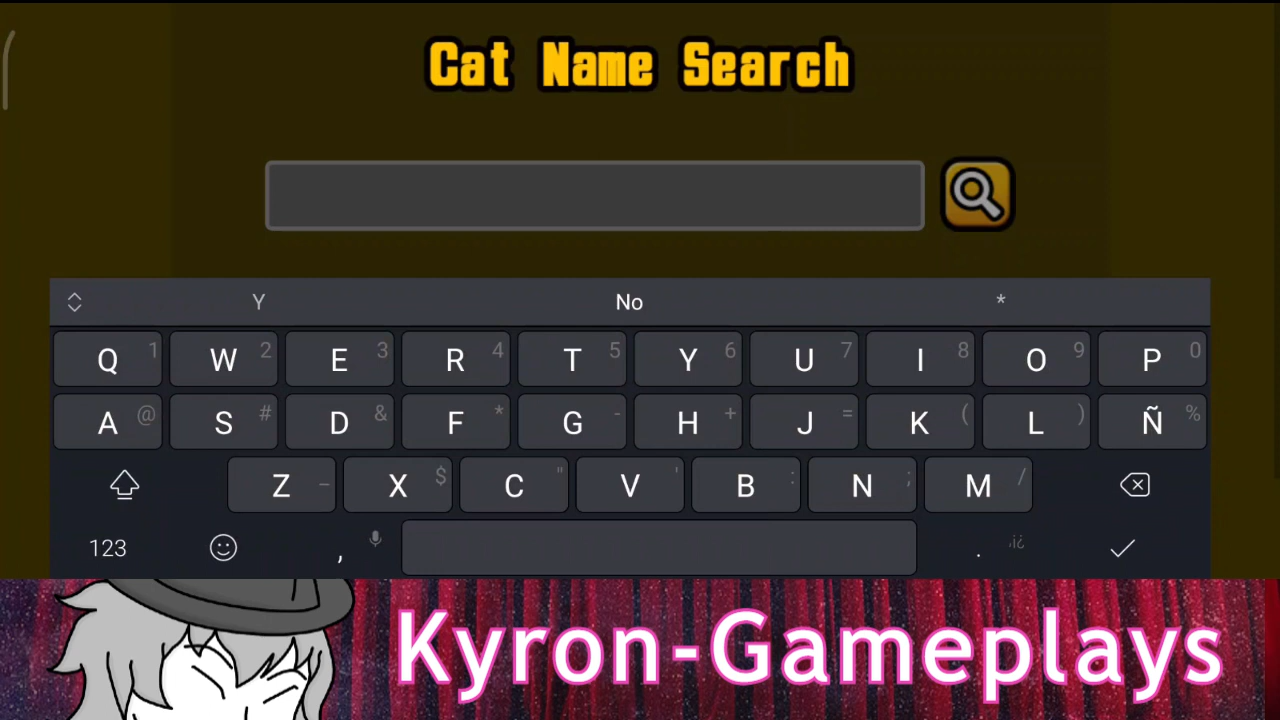 Cat Name Search
Y No *
Q 1 W 2 E 3 R 4 T 5 Y 6 U 7 I 8 O 9 P 0
A @ S # D & F * G - H + J = K ( L ) Ñ %
Z _ X $ C " V ' B : N ; M /
123 , . ,i¿
Kyron-Gameplays